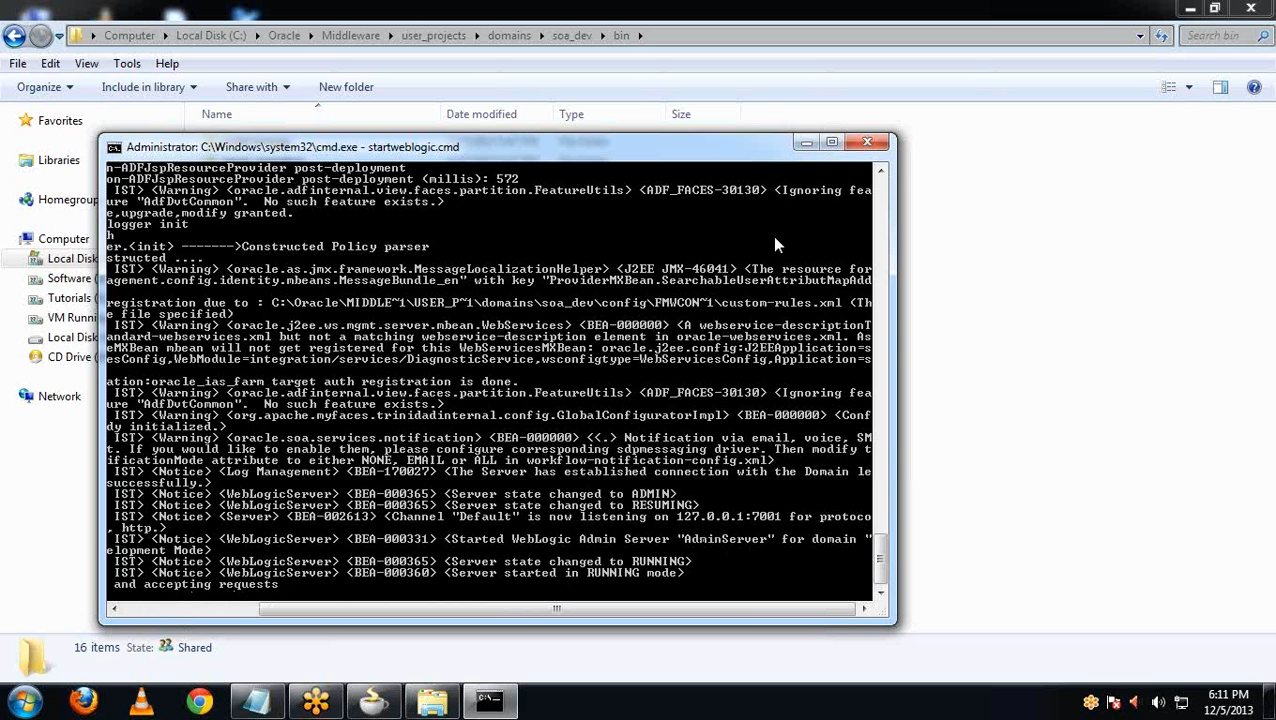 Computer Local Disk (C:) Oracle Middleware user_projects domains soa_dev bin
Search bin
File Edit View Tools Help
Organize Include in library Share with New folder
Name Date modified Type Size
Favorites
Libraries
Homegroup
Computer
Local Disk
Software
Tutorials
VM Runni
Local Disk
CD Drive (
Network
Administrator: C:\Windows\system32\cmd.exe - startweblogic.cmd
n-ADFJspResourceProvider post-deployment
on-ADFJspResourceProvider post-deployment (millis): 572
IST> <Warning> <oracle.adfinternal.view.faces.partition.FeatureUtils> <ADF_FACES-30130> <Ignoring fea
ure "AdfDvtCommon".  No such feature exists.>
e,upgrade,modify granted.
logger init
h
er.<init> ------->Constructed Policy parser
structed ....
IST> <Warning> <oracle.as.jmx.framework.MessageLocalizationHelper> <J2EE JMX-46041> <The resource for
agement.config.identity.mbeans.MessageBundle_en" with key "ProviderMXBean.SearchableUserAttributMapAdd
registration due to : C:\Oracle\MIDDLE~1\USER_P~1\domains\soa_dev\config\FMWCON~1\custom-rules.xml (Th
e file specified)
IST> <Warning> <oracle.j2ee.ws.mgmt.server.mbean.WebServices> <BEA-000000> <A webservice-descriptionT
andard-webservices.xml but not a matching webservice-description element in oracle-webservices.xml. As
eMXBean mbean will not get registered for this WebServicesMXBean: oracle.j2ee.config:J2EEApplication=
esConfig,WebModule=integration/services/DiagnosticService,wsconfigtype=WebServicesConfig,Application=s
ation:oracle_ias_farm target auth registration is done.
IST> <Warning> <oracle.adfinternal.view.faces.partition.FeatureUtils> <ADF_FACES-30130> <Ignoring fea
ure "AdfDvtCommon".  No such feature exists.>
IST> <Warning> <org.apache.myfaces.trinidadinternal.config.GlobalConfiguratorImpl> <BEA-000000> <Conf
dy initialized.>
IST> <Warning> <oracle.soa.services.notification> <BEA-000000> <<.> Notification via email, voice, SM
t. If you would like to enable them, please configure corresponding sdpmessaging driver. Then modify t
ificationMode attribute to either NONE, EMAIL or ALL in workflow-notification-config.xml>
IST> <Notice> <Log Management> <BEA-170027> <The Server has established connection with the Domain le
successfully.>
IST> <Notice> <WebLogicServer> <BEA-000365> <Server state changed to ADMIN>
IST> <Notice> <WebLogicServer> <BEA-000365> <Server state changed to RESUMING>
IST> <Notice> <Server> <BEA-002613> <Channel "Default" is now listening on 127.0.0.1:7001 for protoco
, http.>
IST> <Notice> <WebLogicServer> <BEA-000331> <Started WebLogic Admin Server "AdminServer" for domain "
elopment Mode>
IST> <Notice> <WebLogicServer> <BEA-000365> <Server state changed to RUNNING>
IST> <Notice> <WebLogicServer> <BEA-000360> <Server started in RUNNING mode>
and accepting requests
16 items State: Shared
6:11 PM
12/5/2013